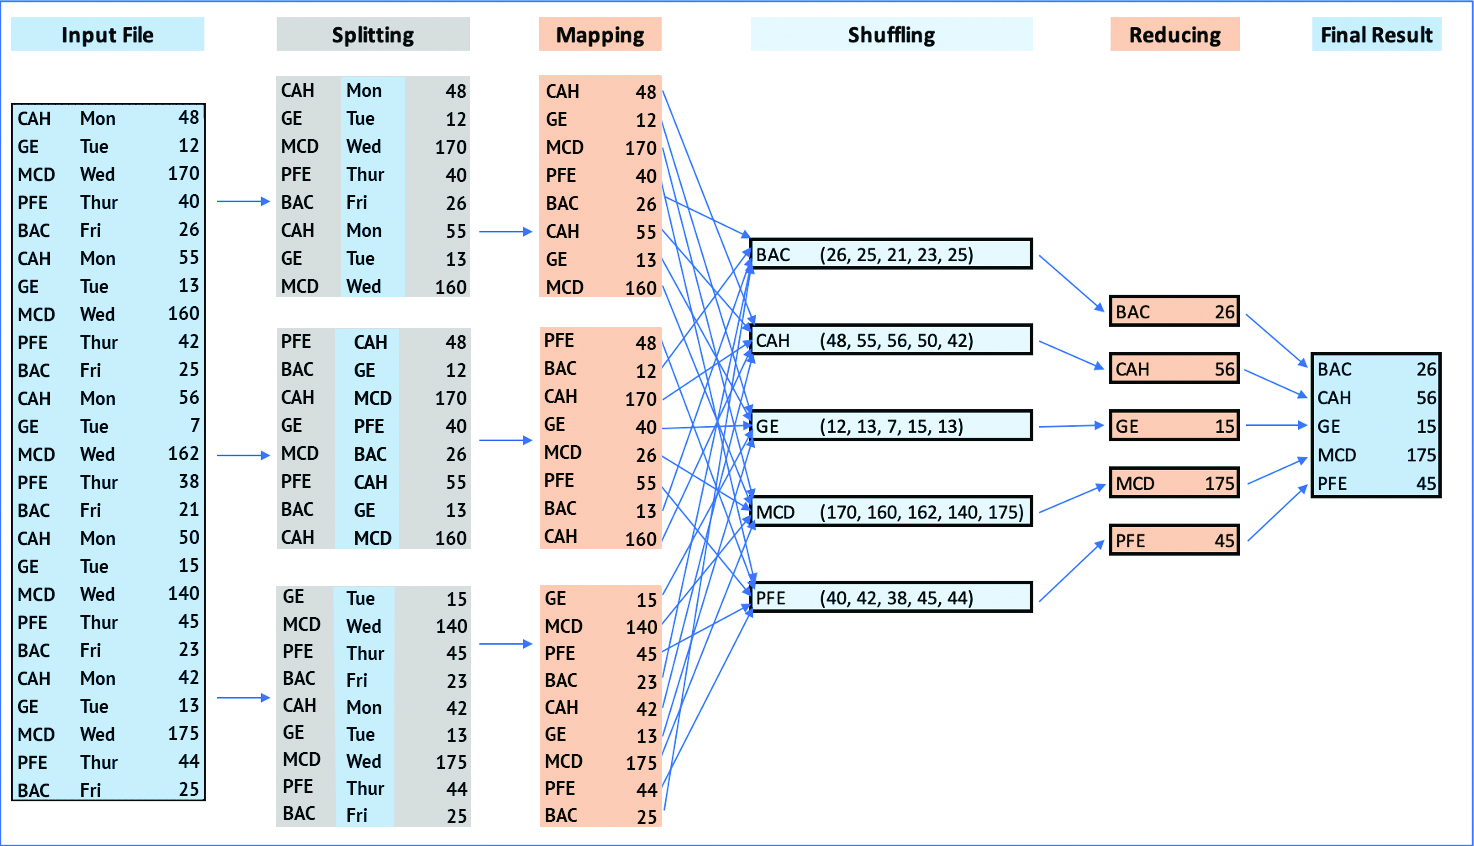 Input File
Splitting
Mapping
Shuffling
Reducing
Final Result
CAH Mon 48
GE Tue 12
MCD Wed 170
PFE Thur 40
BAC Fri 26
CAH Mon 55
GE Tue 13
MCD Wed 160
PFE Thur 42
BAC Fri 25
CAH Mon 56
GE Tue 7
MCD Wed 162
PFE Thur 38
BAC Fri 21
CAH Mon 50
GE Tue 15
MCD Wed 140
PFE Thur 45
BAC Fri 23
CAH Mon 42
GE Tue 13
MCD Wed 175
PFE Thur 44
BAC Fri 25
CAH Mon 48
GE Tue 12
MCD Wed 170
PFE Thur 40
BAC Fri 26
CAH Mon 55
GE Tue 13
MCD Wed 160
PFE CAH 48
BAC GE 12
CAH MCD 170
GE PFE 40
MCD BAC 26
PFE CAH 55
BAC GE 13
CAH MCD 160
GE Tue 15
MCD Wed 140
PFE Thur 45
BAC Fri 23
CAH Mon 42
GE Tue 13
MCD Wed 175
PFE Thur 44
BAC Fri 25
CAH 48
GE 12
MCD 170
PFE 40
BAC 26
CAH 55
GE 13
MCD 160
PFE 48
BAC 12
CAH 170
GE 40
MCD 26
PFE 55
BAC 13
CAH 160
GE 15
MCD 140
PFE 45
BAC 23
CAH 42
GE 13
MCD 175
PFE 44
BAC 25
BAC (26, 25, 21, 23, 25)
CAH (48, 55, 56, 50, 42)
GE (12, 13, 7, 15, 13)
MCD (170, 160, 162, 140, 175)
PFE (40, 42, 38, 45, 44)
BAC 26
CAH 56
GE 15
MCD 175
PFE 45
BAC 26
CAH 56
GE 15
MCD 175
PFE 45